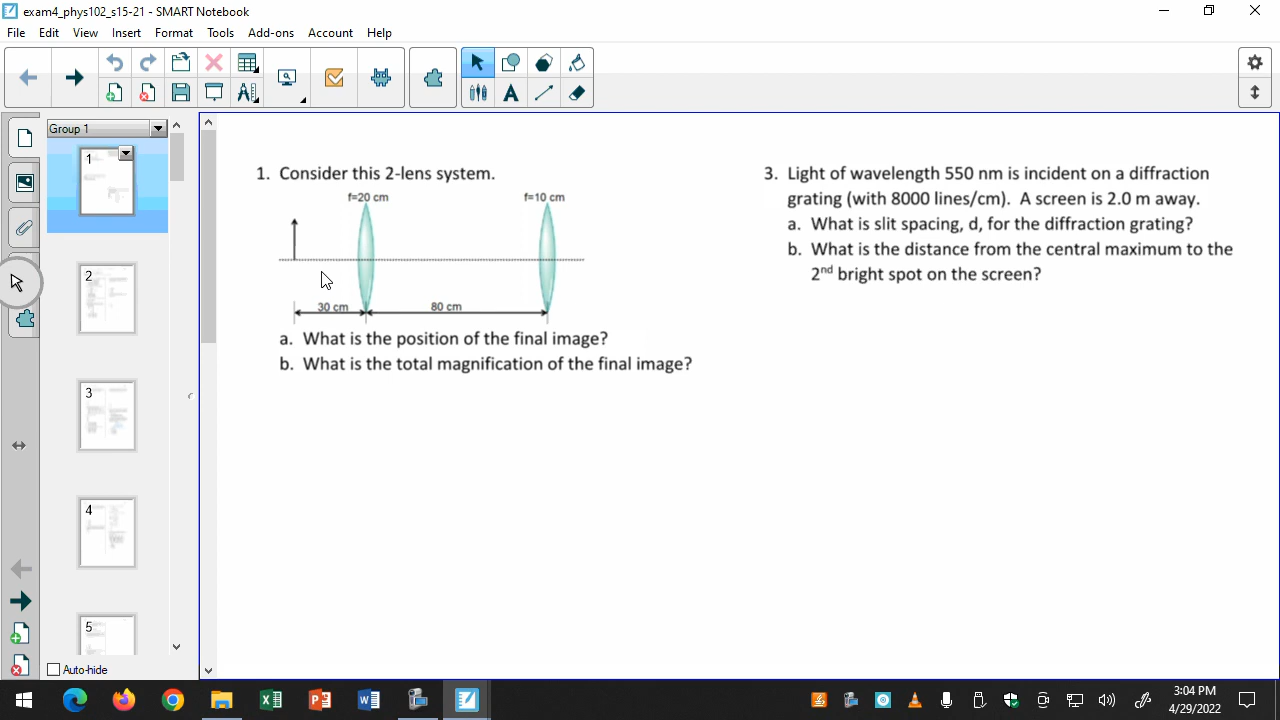 exam4_phys102_s15-21 - SMART Notebook
File Edit View Insert Format Tools Add-ons Account Help
Group 1
1
2
3
4
5
Auto-hide
1. Consider this 2-lens system.
f=20 cm f=10 cm
30 cm 80 cm
a. What is the position of the final image?
b. What is the total magnification of the final image?
3. Light of wavelength 550 nm is incident on a diffraction
grating (with 8000 lines/cm). A screen is 2.0 m away.
a. What is slit spacing, d, for the diffraction grating?
b. What is the distance from the central maximum to the
2nd bright spot on the screen?
3:04 PM
4/29/2022